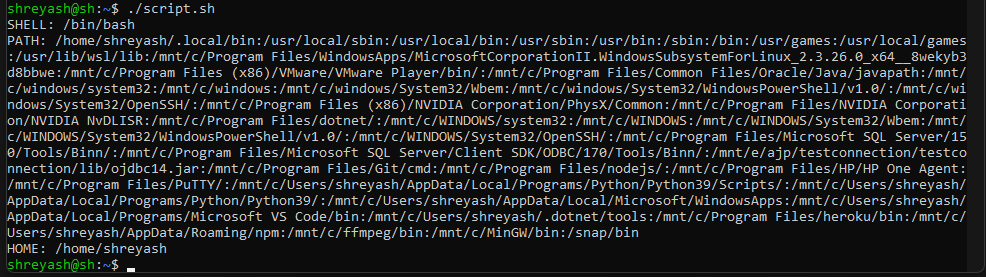 shreyash@sh:~$ ./script.sh
SHELL: /bin/bash
PATH: /home/shreyash/.local/bin:/usr/local/sbin:/usr/local/bin:/usr/sbin:/usr/bin:/sbin:/bin:/usr/games:/usr/local/games
:/usr/lib/wsl/lib:/mnt/c/Program Files/WindowsApps/MicrosoftCorporationII.WindowsSubsystemForLinux_2.3.26.0_x64__8wekyb3
d8bbwe:/mnt/c/Program Files (x86)/VMware/VMware Player/bin/:/mnt/c/Program Files/Common Files/Oracle/Java/javapath:/mnt/
c/windows/system32:/mnt/c/windows:/mnt/c/windows/System32/Wbem:/mnt/c/windows/System32/WindowsPowerShell/v1.0/:/mnt/c/wi
ndows/System32/OpenSSH/:/mnt/c/Program Files (x86)/NVIDIA Corporation/PhysX/Common:/mnt/c/Program Files/NVIDIA Corporati
on/NVIDIA NvDLISR:/mnt/c/Program Files/dotnet/:/mnt/c/WINDOWS/system32:/mnt/c/WINDOWS:/mnt/c/WINDOWS/System32/Wbem:/mnt/
c/WINDOWS/System32/WindowsPowerShell/v1.0/:/mnt/c/WINDOWS/System32/OpenSSH/:/mnt/c/Program Files/Microsoft SQL Server/15
0/Tools/Binn/:/mnt/c/Program Files/Microsoft SQL Server/Client SDK/ODBC/170/Tools/Binn/:/mnt/e/ajp/testconnection/testco
nnection/lib/ojdbc14.jar:/mnt/c/Program Files/Git/cmd:/mnt/c/Program Files/nodejs/:/mnt/c/Program Files/HP/HP One Agent:
/mnt/c/Program Files/PuTTY/:/mnt/c/Users/shreyash/AppData/Local/Programs/Python/Python39/Scripts/:/mnt/c/Users/shreyash/
AppData/Local/Programs/Python/Python39/:/mnt/c/Users/shreyash/AppData/Local/Microsoft/WindowsApps:/mnt/c/Users/shreyash/
AppData/Local/Programs/Microsoft VS Code/bin:/mnt/c/Users/shreyash/.dotnet/tools:/mnt/c/Program Files/heroku/bin:/mnt/c/
Users/shreyash/AppData/Roaming/npm:/mnt/c/ffmpeg/bin:/mnt/c/MinGW/bin:/snap/bin
HOME: /home/shreyash
shreyash@sh:~$